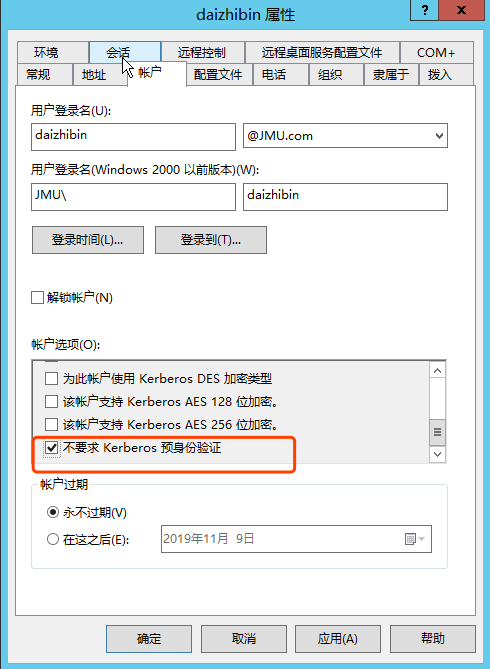 daizhibin 属性
?
x
环境 会话 远程控制 远程桌面服务配置文件 COM+
常规 地址 帐户 配置文件 电话 组织 隶属于 拨入
用户登录名(U):
daizhibin @JMU.com
用户登录名(Windows 2000 以前版本)(W):
JMU\ daizhibin
登录时间(L)... 登录到(T)...
解锁帐户(N)
帐户选项(O):
为此帐户使用 Kerberos DES 加密类型
该帐户支持 Kerberos AES 128 位加密。
该帐户支持 Kerberos AES 256 位加密。
不要求 Kerberos 预身份验证
帐户过期
永不过期(V)
在这之后(E): 2019年11月 9日
确定 取消 应用(A) 帮助